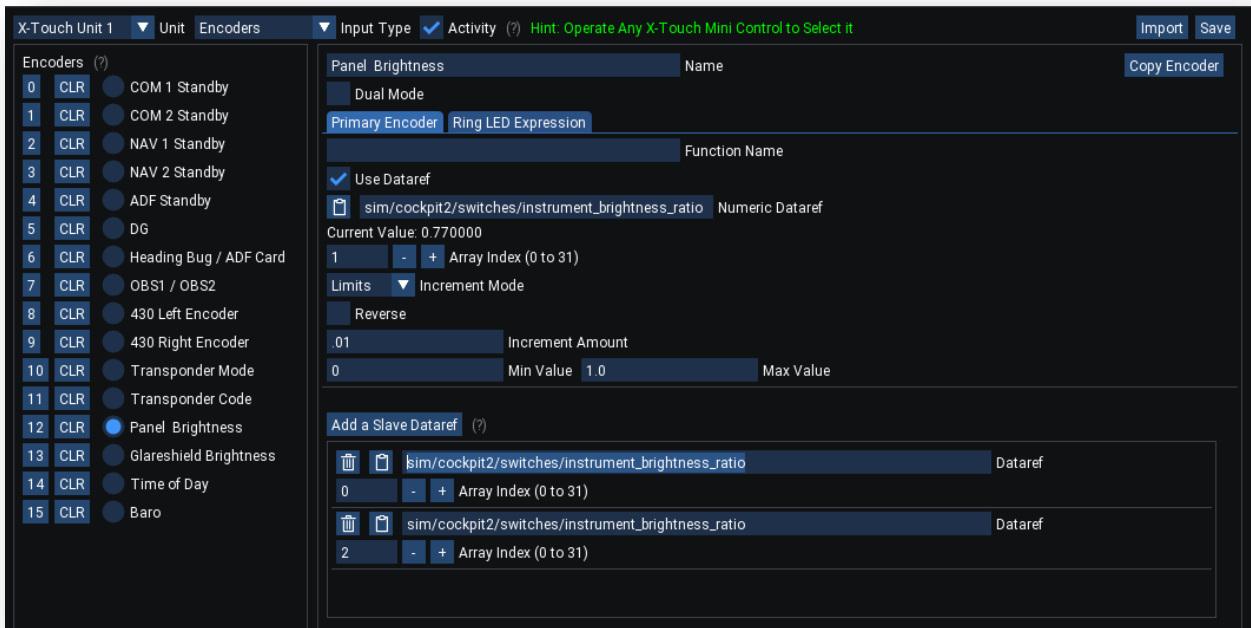 X-Touch Unit 1 Unit Encoders Input Type Activity (?) Hint: Operate Any X-Touch Mini Control to Select it Import Save
Encoders (?)
0 CLR COM 1 Standby
1 CLR COM 2 Standby
2 CLR NAV 1 Standby
3 CLR NAV 2 Standby
4 CLR ADF Standby
5 CLR DG
6 CLR Heading Bug / ADF Card
7 CLR OBS1 / OBS2
8 CLR 430 Left Encoder
9 CLR 430 Right Encoder
10 CLR Transponder Mode
11 CLR Transponder Code
12 CLR Panel  Brightness
13 CLR Glareshield Brightness
14 CLR Time of Day
15 CLR Baro
Panel  Brightness Name Copy Encoder
Dual Mode
Primary Encoder Ring LED Expression
Function Name
Use Dataref
sim/cockpit2/switches/instrument_brightness_ratio Numeric Dataref
Current Value: 0.770000
1 - + Array Index (0 to 31)
Limits Increment Mode
Reverse
.01 Increment Amount
0 Min Value 1.0 Max Value
Add a Slave Dataref (?)
sim/cockpit2/switches/instrument_brightness_ratio Dataref
0 - + Array Index (0 to 31)
sim/cockpit2/switches/instrument_brightness_ratio Dataref
2 - + Array Index (0 to 31)